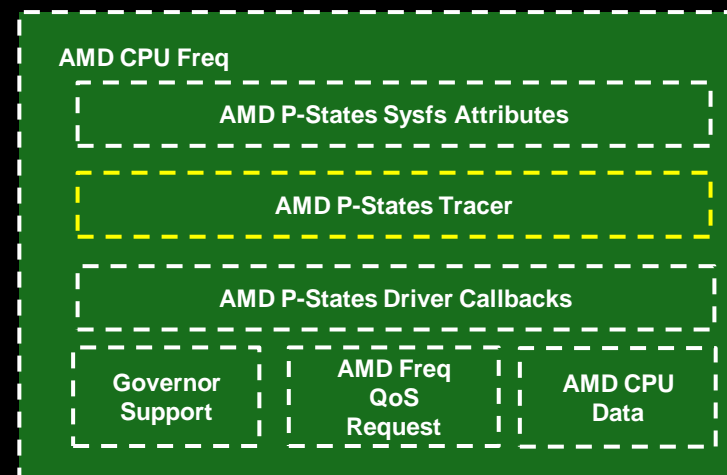 AMD CPU Freq
AMD P-States Sysfs Attributes
AMD P-States Tracer
AMD P-States Driver Callbacks
Governor
Support
AMD Freq
QoS
Request
AMD CPU
Data